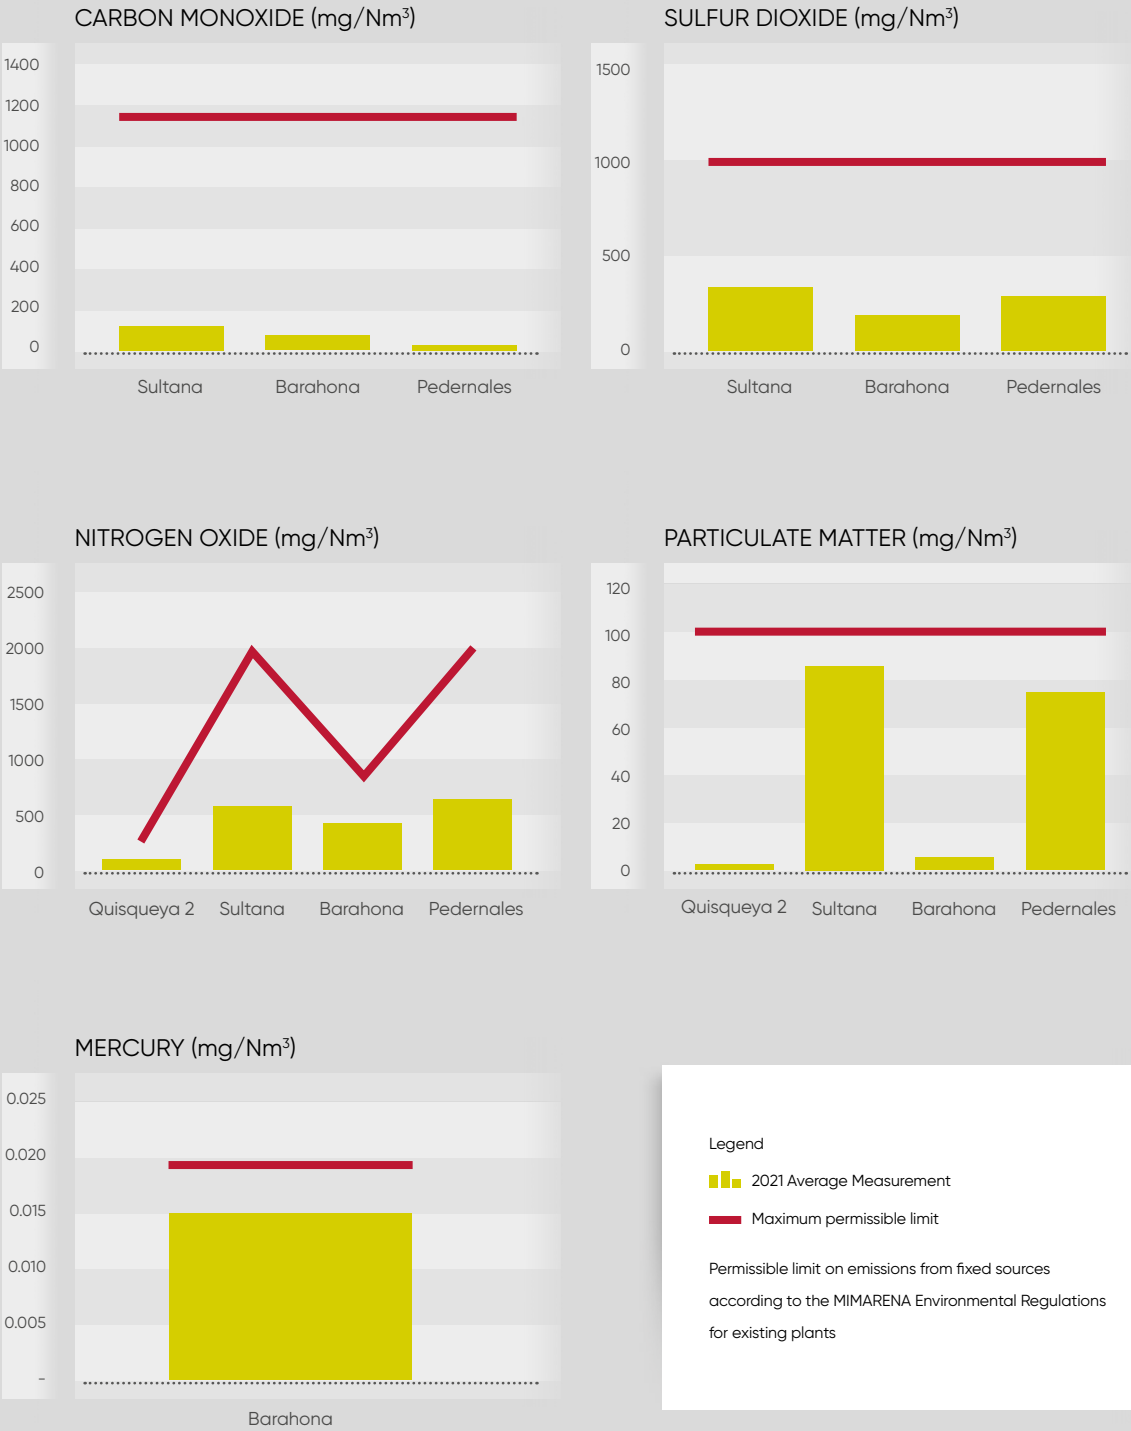 CARBON MONOXIDE (mg/Nm³)
1400
1200
1000
800
600
400
200
0
Sultana Barahona Pedernales
SULFUR DIOXIDE (mg/Nm³)
1500
1000
500
0
Sultana Barahona Pedernales
NITROGEN OXIDE (mg/Nm³)
2500
2000
1500
1000
500
0
Quisqueya 2 Sultana Barahona Pedernales
PARTICULATE MATTER (mg/Nm³)
120
100
80
60
40
20
0
Quisqueya 2 Sultana Barahona Pedernales
MERCURY (mg/Nm³)
0.025
0.020
0.015
0.010
0.005
-
Barahona
Legend
2021 Average Measurement
Maximum permissible limit
Permissible limit on emissions from fixed sources
according to the MIMARENA Environmental Regulations
for existing plants